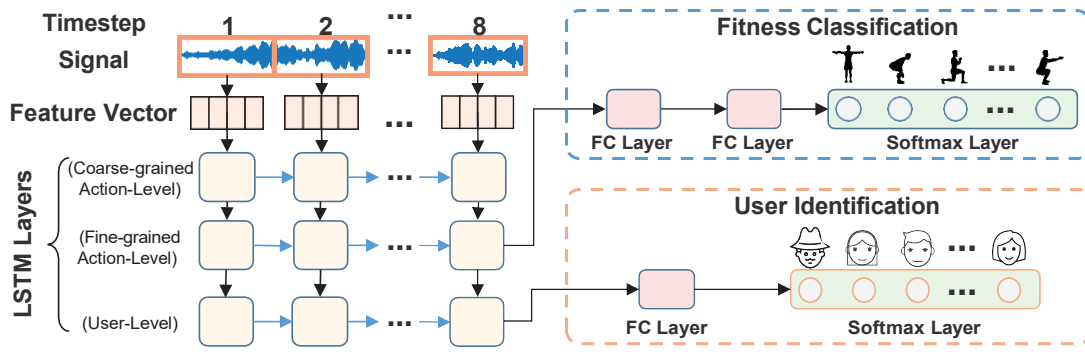 Timestep 1 2 ... 8
Signal ...
Feature Vector ...
LSTM Layers
(Coarse-grained
Action-Level)
...
(Fine-grained
Action-Level)
...
(User-Level)
...
Fitness Classification
...
FC Layer
FC Layer
...
Softmax Layer
User Identification
...
FC Layer
...
Softmax Layer